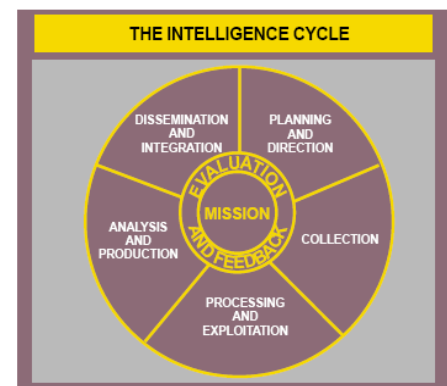 THE INTELLIGENCE CYCLE
DISSEMINATION
AND
INTEGRATION
PLANNING
AND
DIRECTION
EVALUATION
MISSION
AND FEEDBACK
ANALYSIS
AND
PRODUCTION
COLLECTION
PROCESSING
AND
EXPLOITATION